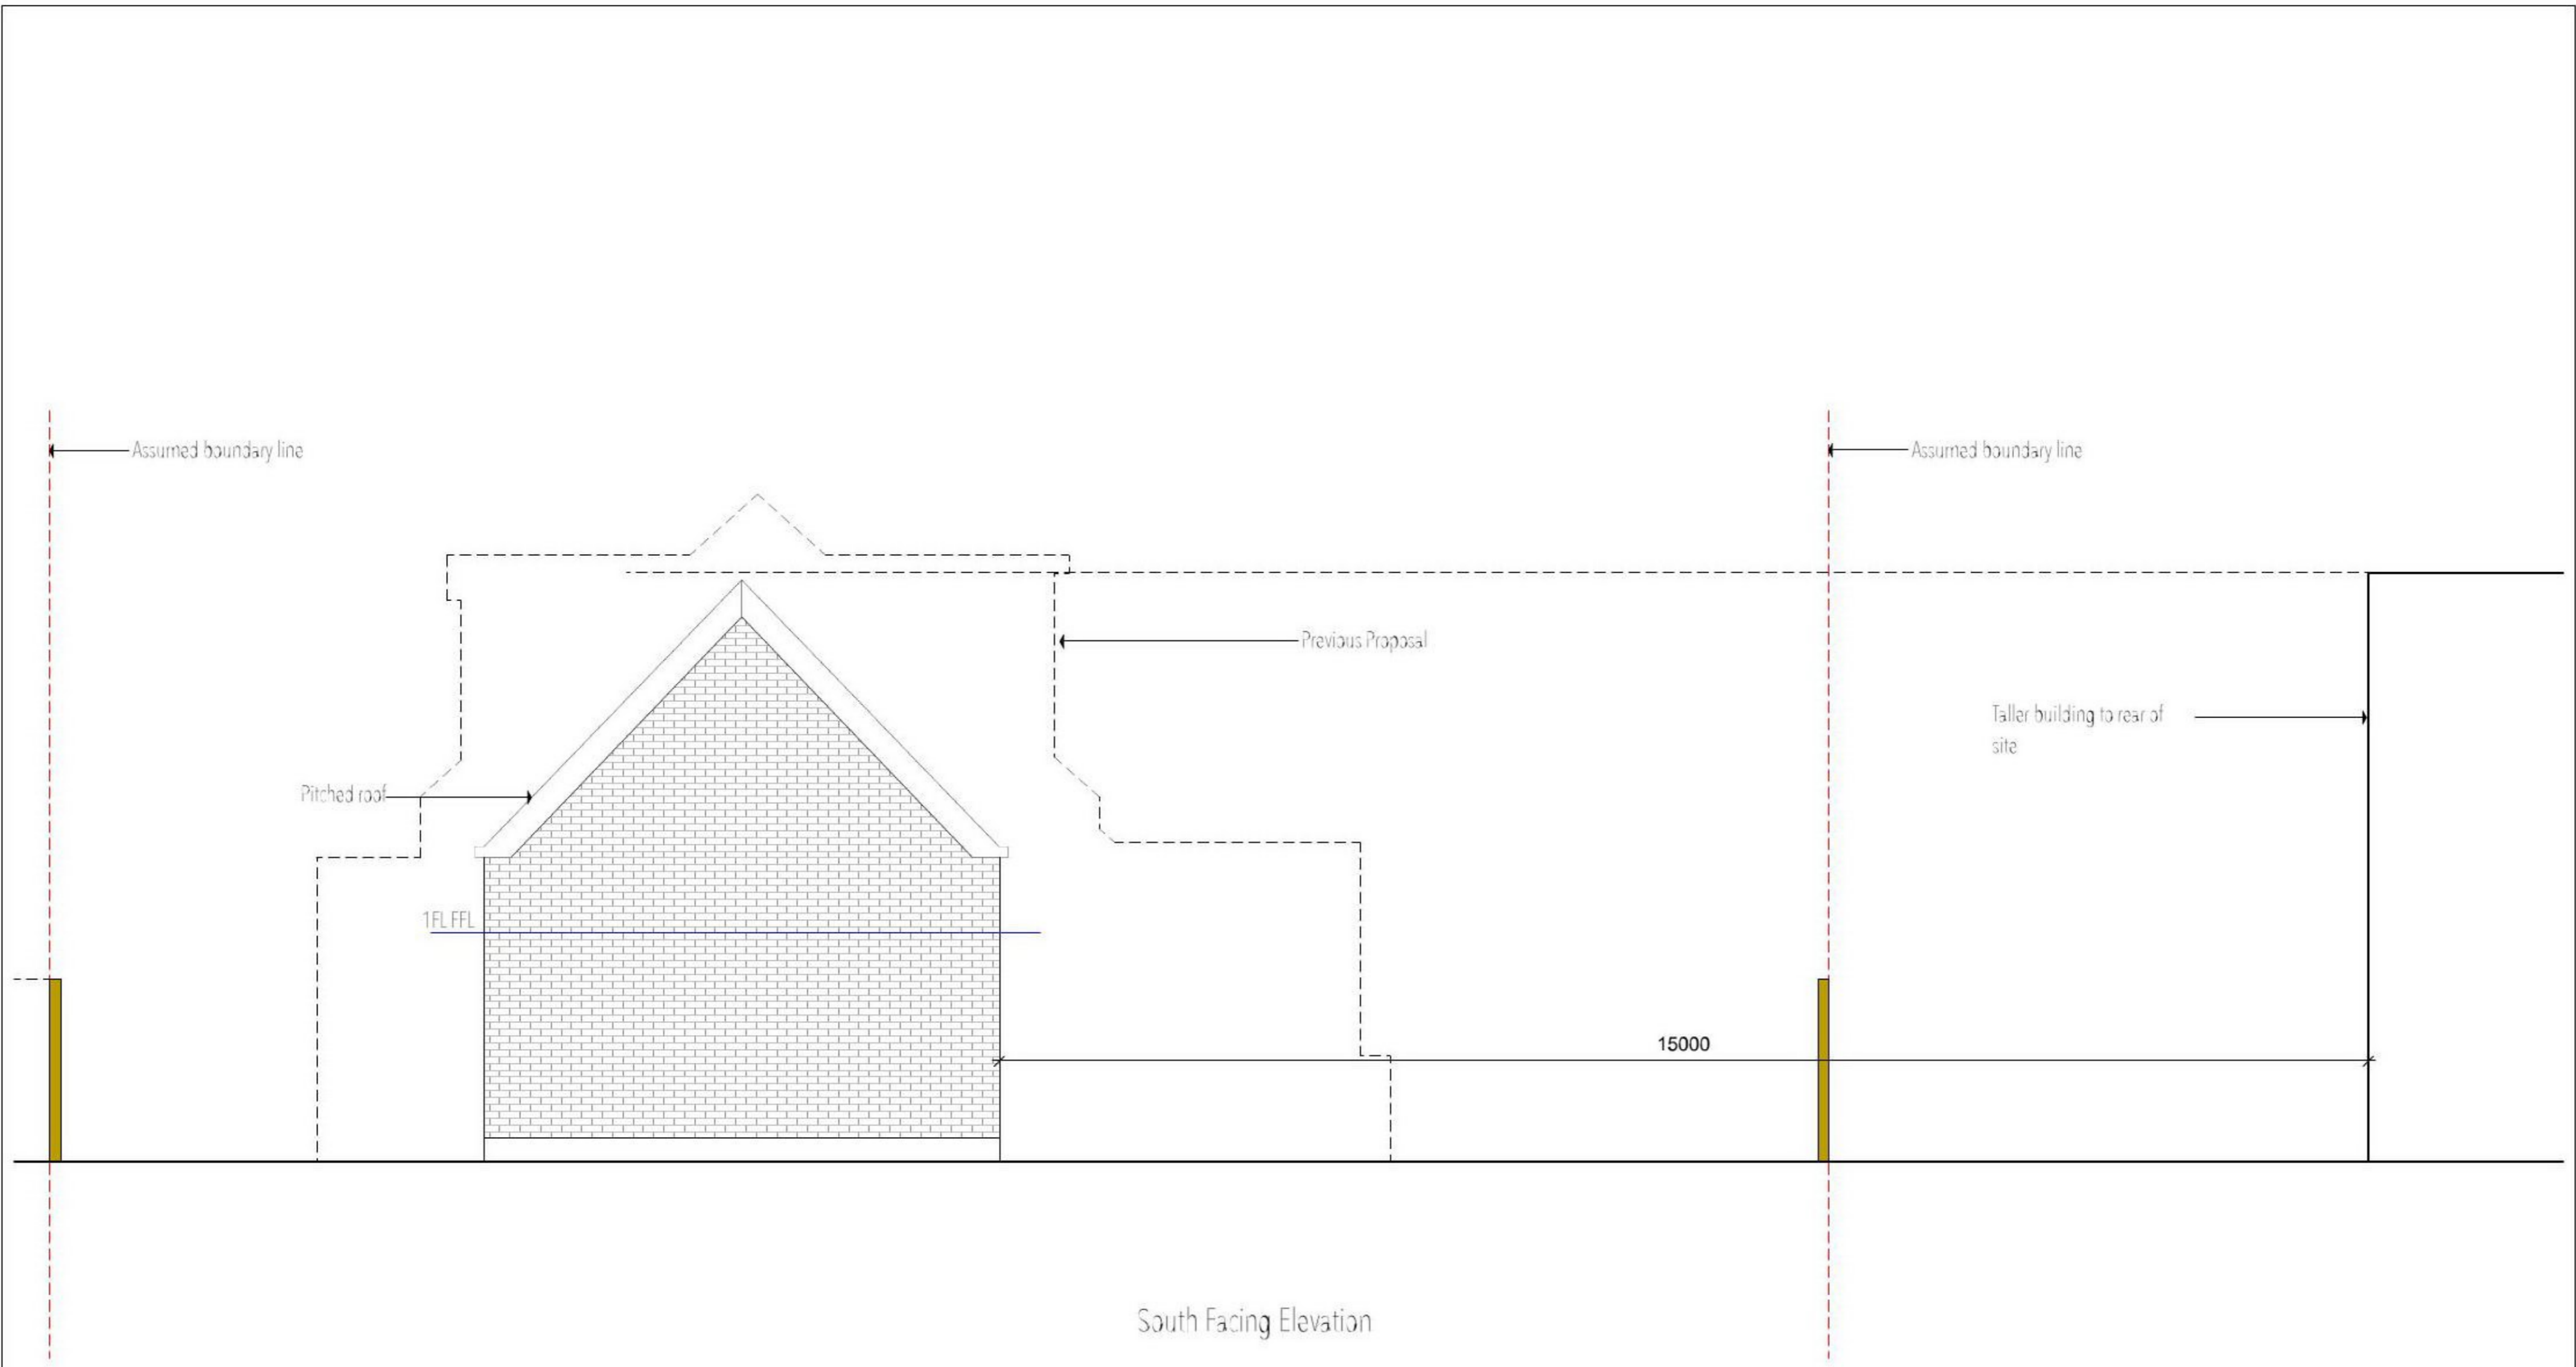 Assumed boundary line
Assumed boundary line
Previous Proposal
Taller building to rear of
site
Pitched roof
1FL FFL
15000
South Facing Elevation